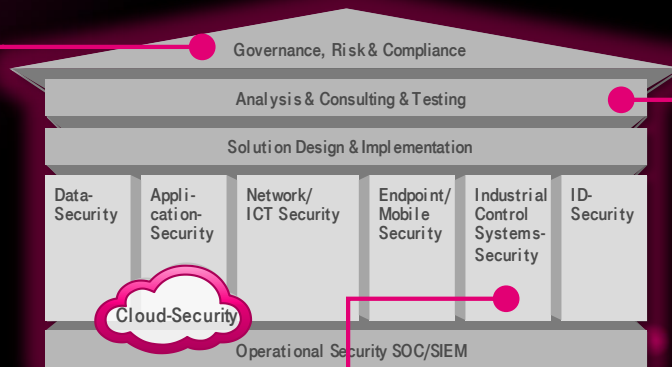 Governance, Risk & Compliance
Analysis & Consulting & Testing
Solution Design & Implementation
Data-
Security
Appli-
cation-
Security
Network/
ICT Security
Endpoint/
Mobile
Security
Industrial
Control
Systems-
Security
ID-
Security
Cloud-Security
Operational Security SOC/SIEM